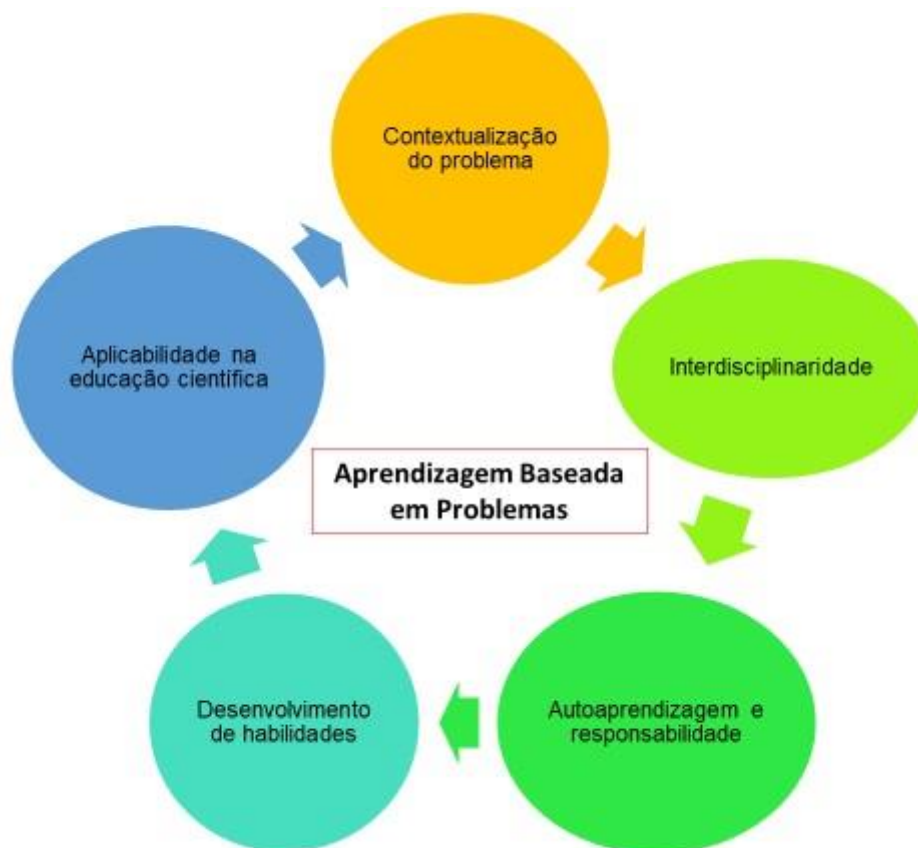 Contextualização
do problema
Interdisciplinaridade
Autoaprendizagem e
responsabilidade
Desenvolvimento
de habilidades
Aplicabilidade na
educação científica
Aprendizagem Baseada
em Problemas